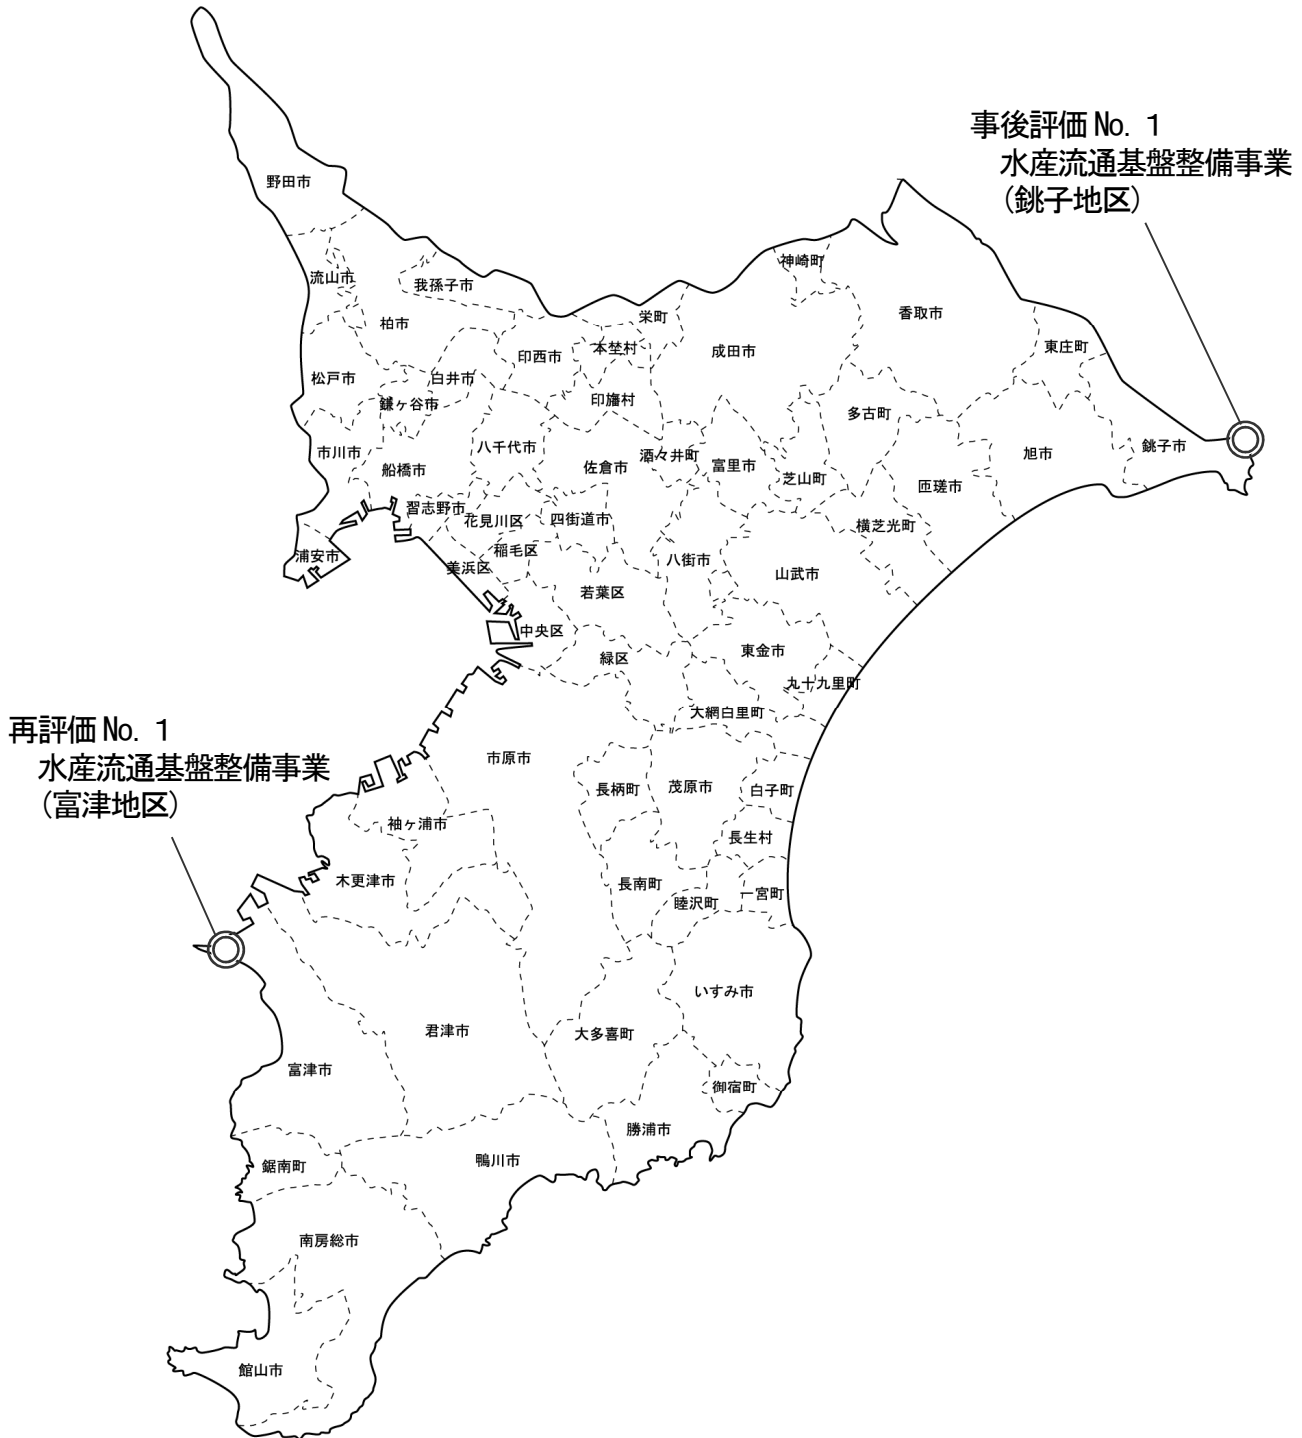 事後評価 No. 1
水産流通基盤整備事業
(銚子地区)
野田市
流山市
我孫子市
柏市
神崎町
香取市
栄町
本埜村
成田市
東庄町
印西市
松戸市
白井市
鎌ヶ谷市
印旛村
多古町
市川市
船橋市
八千代市
佐倉市
酒々井町
富里市
芝山町
匝瑳市
旭市
銚子市
習志野市
花見川区
四街道市
横芝光町
浦安市
美浜区
稲毛区
八街市
山武市
若葉区
中央区
緑区
東金市
九十九里町
大網白里町
再評価 No. 1
水産流通基盤整備事業
(富津地区)
市原市
長柄町
茂原市
白子町
袖ヶ浦市
長生村
木更津市
長南町
睦沢町
一宮町
いすみ市
君津市
大多喜町
富津市
御宿町
勝浦市
鋸南町
鴨川市
南房総市
館山市